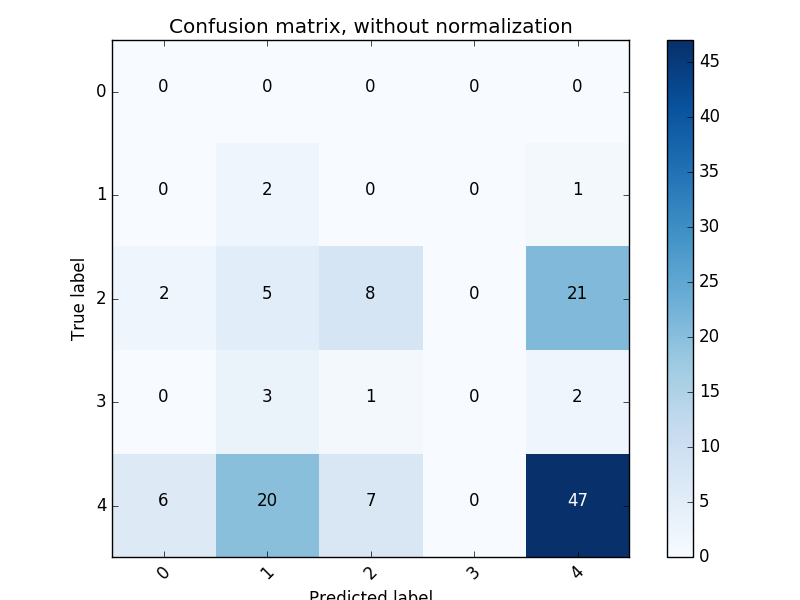 Confusion matrix, without normalization
0 0 0 0 0 0
1 0 2 0 0 1
2 2 5 8 0 21
3 0 3 1 0 2
4 6 20 7 0 47
0 1 2 3 4
True label
Predicted label
45
40
35
30
25
20
15
10
5
0